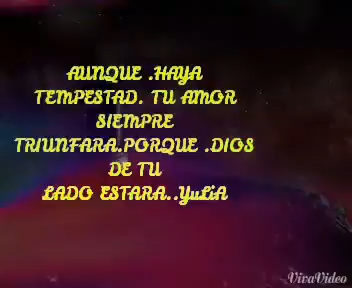 AUNQUE .HAYA
TEMPESTAD. TU AMOR
SIEMPRE
TRIUNFARA.PORQUE .DIOS
DE TU
LADO ESTARA..YuLiA
VivaVideo